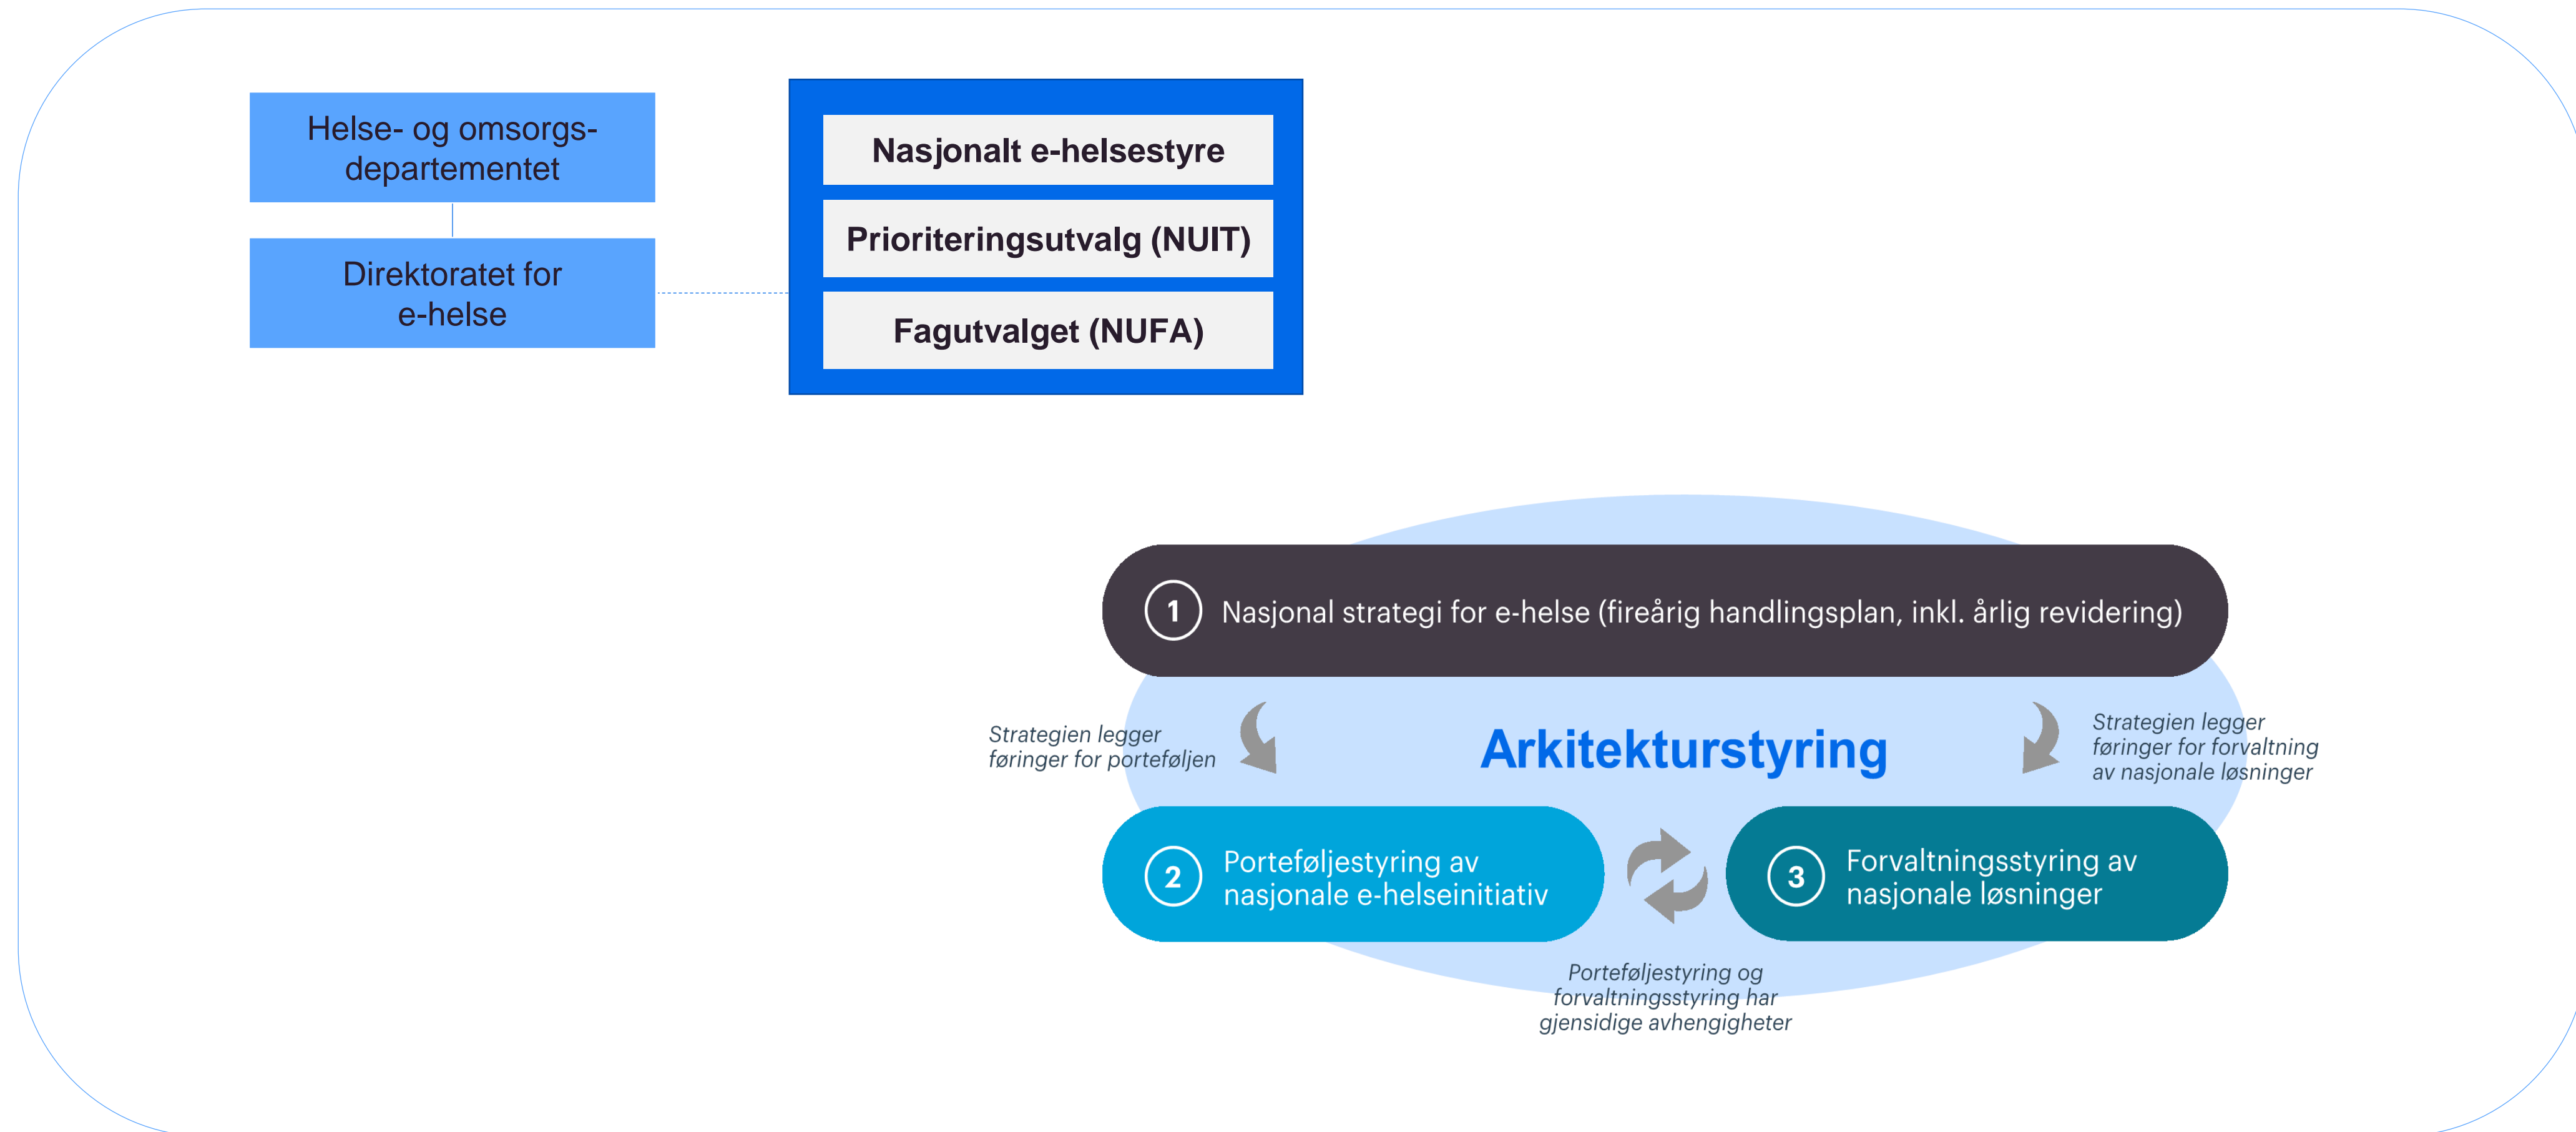 Helse- og omsorgs-
departementet
Direktoratet for
e-helse
Nasjonalt e-helsestyre
Prioriteringsutvalg (NUIT)
Fagutvalget (NUFA)
1 Nasjonal strategi for e-helse (fireårig handlingsplan, inkl. årlig revidering)
Strategien legger
føringer for porteføljen
Arkitekturstyring
Strategien legger
føringer for forvaltning
av nasjonale løsninger
2 Porteføljestyring av
nasjonale e-helseinitiativ
3 Forvaltningsstyring av
nasjonale løsninger
Porteføljestyring og
forvaltningsstyring har
gjensidige avhengigheter